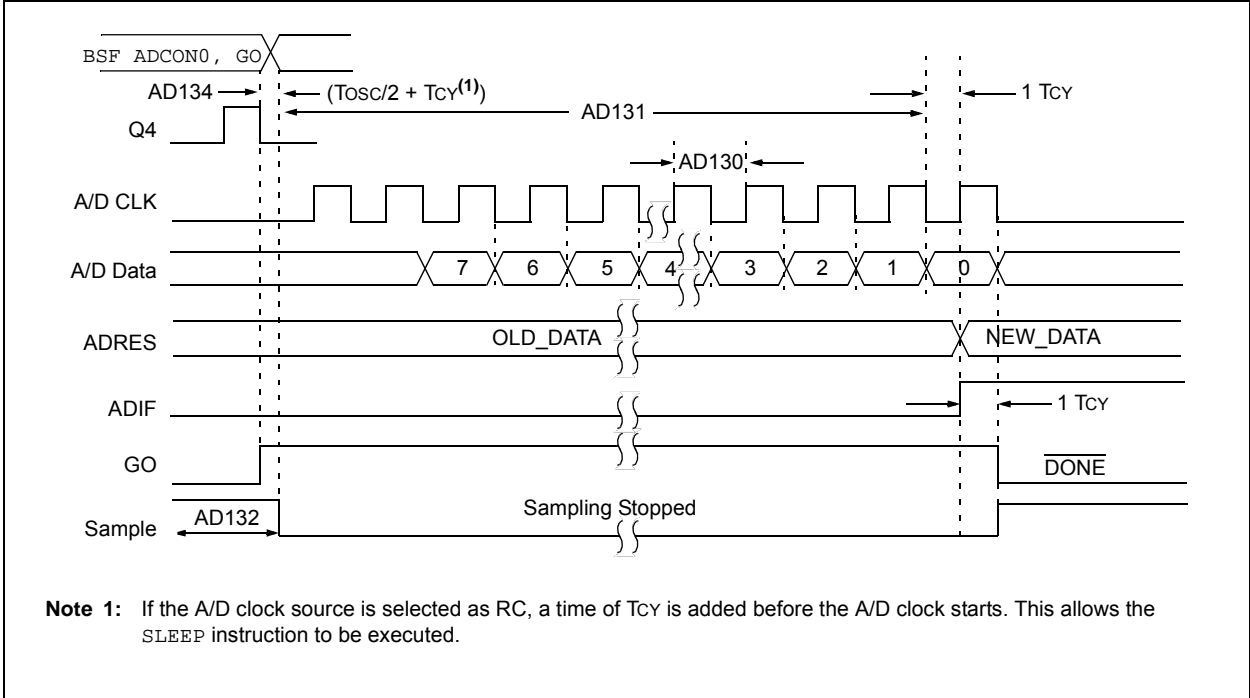 BSF ADCON0, GO
AD134 (TOSC/2 + TCY(1)) 1 TCY
AD131
Q4
AD130
A/D CLK
A/D Data 7 6 5 4 3 2 1 0
ADRES OLD_DATA NEW_DATA
ADIF 1 TCY
GO DONE
Sampling Stopped
Sample AD132
Note 1: If the A/D clock source is selected as RC, a time of TCY is added before the A/D clock starts. This allows the
SLEEP instruction to be executed.